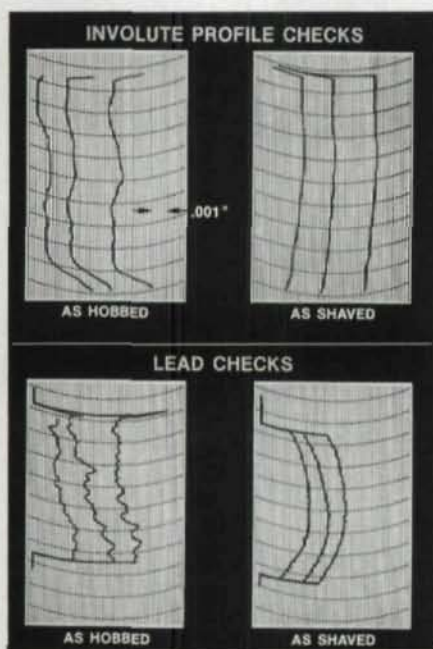 INVOLUTE PROFILE CHECKS
.001"
AS HOBBED AS SHAVED
LEAD CHECKS
AS HOBBED AS SHAVED